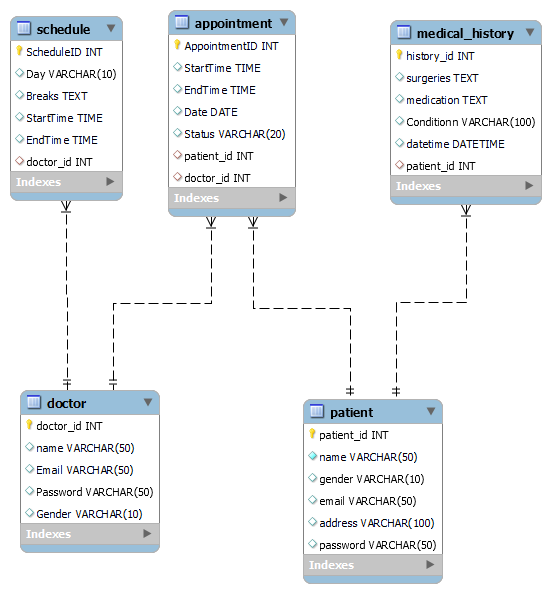 schedule
ScheduleID INT
Day VARCHAR(10)
Breaks TEXT
StartTime TIME
EndTime TIME
doctor_id INT
Indexes
appointment
AppointmentID INT
StartTime TIME
EndTime TIME
Date DATE
Status VARCHAR(20)
patient_id INT
doctor_id INT
Indexes
medical_history
history_id INT
surgeries TEXT
medication TEXT
Conditionn VARCHAR(100)
datetime DATETIME
patient_id INT
Indexes
doctor
doctor_id INT
name VARCHAR(50)
Email VARCHAR(50)
Password VARCHAR(50)
Gender VARCHAR(10)
Indexes
patient
patient_id INT
name VARCHAR(50)
gender VARCHAR(10)
email VARCHAR(50)
address VARCHAR(100)
password VARCHAR(50)
Indexes